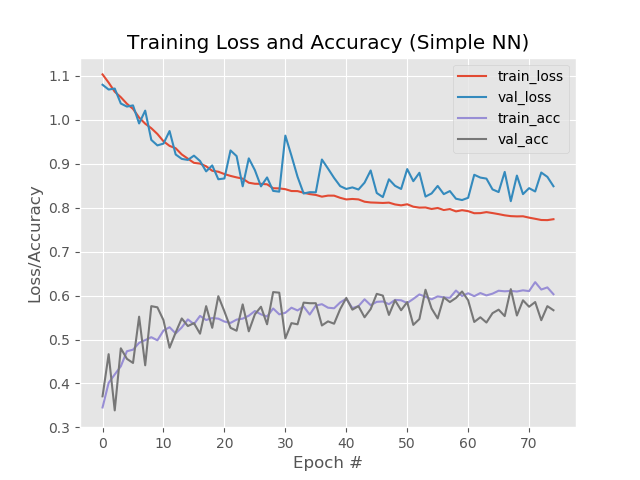 Training Loss and Accuracy (Simple NN)
train_loss
val_loss
train_acc
val_acc
1.1
1.0
0.9
0.8
0.7
0.6
0.5
0.4
0.3
Loss/Accuracy
0 10 20 30 40 50 60 70
Epoch #